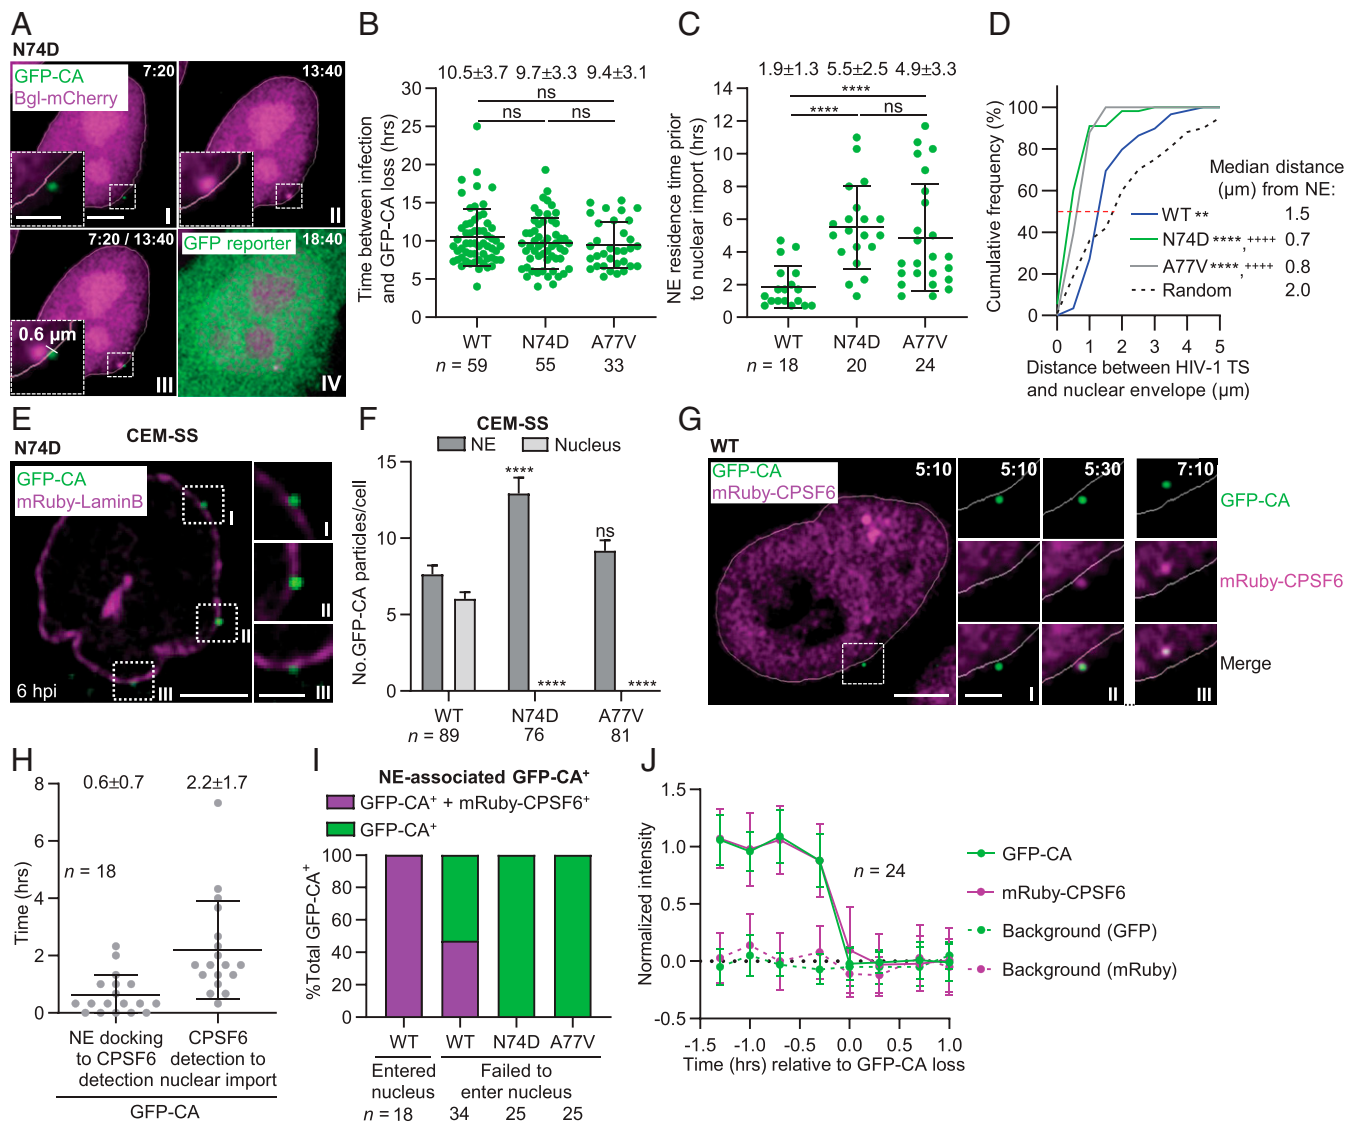 A
N74D
GFP-CA
Bgl-mCherry
7:20
I
13:40
II
7:20 / 13:40
0.6 µm
III
GFP reporter
18:40
IV
B
10.5±3.7 9.7±3.3 9.4±3.1
ns
ns ns
Time between infection
and GFP-CA loss (hrs)
30
25
20
15
10
5
0
WT N74D A77V
n = 59 55 33
C
1.9±1.3 5.5±2.5 4.9±3.3
****
**** ns
NE residence time prior
to nuclear import (hrs)
14
12
10
8
6
4
2
0
WT N74D A77V
n = 18 20 24
D
Cumulative frequency (%)
100
80
60
40
20
0
0 1 2 3 4 5
Distance between HIV-1 TS
and nuclear envelope (µm)
Median distance
(µm) from NE:
WT ** 1.5
N74D ****, ++++ 0.7
A77V ****, ++++ 0.8
Random 2.0
E
CEM-SS
N74D
GFP-CA
mRuby-LaminB
I
II
III
6 hpi
I
II
III
F
CEM-SS
NE Nucleus
No.GFP-CA particles/cell
15
10
5
0
****
ns
**** ****
WT N74D A77V
n = 89 76 81
G
WT
GFP-CA
mRuby-CPSF6
5:10
5:10 5:30 7:10
GFP-CA
mRuby-CPSF6
Merge
I II III
H
0.6±0.7 2.2±1.7
n = 18
Time (hrs)
8
6
4
2
0
NE docking
to CPSF6
detection
CPSF6
detection to
nuclear import
GFP-CA
I
NE-associated GFP-CA+
GFP-CA+ + mRuby-CPSF6+
GFP-CA+
%Total GFP-CA+
100
80
60
40
20
0
WT WT N74D A77V
Entered
nucleus
Failed to
enter nucleus
n = 18 34 25 25
J
Normalized intensity
1.5
1.0
0.5
0.0
-0.5
n = 24
-1.5 -1.0 -0.5 0.0 0.5 1.0
Time (hrs) relative to GFP-CA loss
GFP-CA
mRuby-CPSF6
Background (GFP)
Background (mRuby)